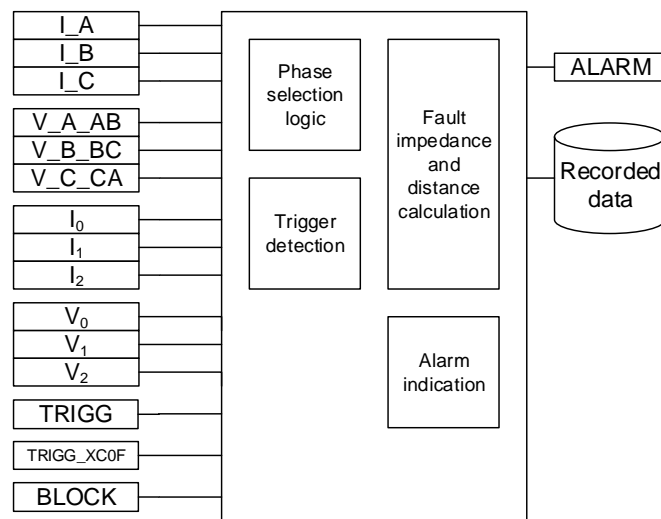 I_A
I_B
I_C
V_A_AB
V_B_BC
V_C_CA
I₀
I₁
I₂
V₀
V₁
V₂
TRIGG
TRIGG_XC0F
BLOCK
Phase
selection
logic
Trigger
detection
Fault
impedance
and
distance
calculation
Alarm
indication
ALARM
Recorded
data